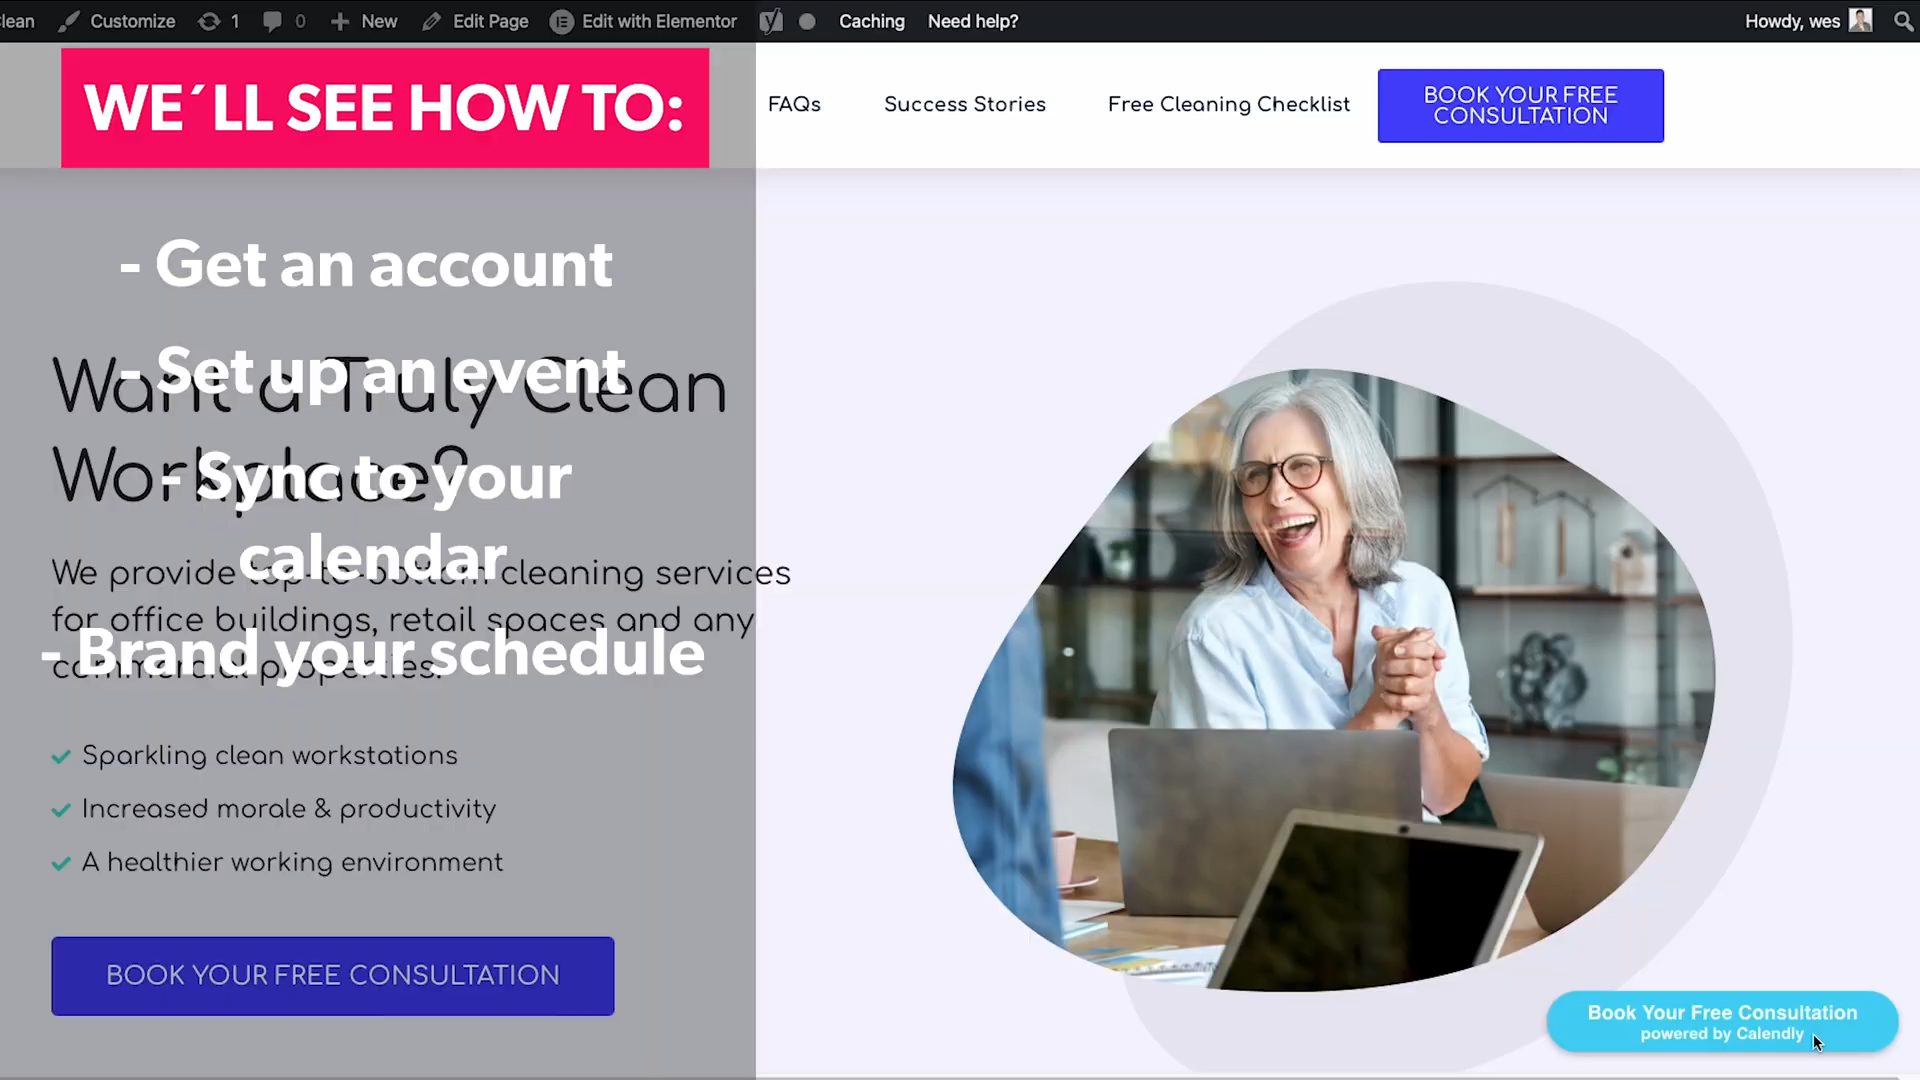 lean
Customize
1
0
New
Edit Page
Edit with Elementor
Caching
Need help?
Howdy, wes
WE´LL SEE HOW TO:
FAQs
Success Stories
Free Cleaning Checklist
BOOK YOUR FREE
CONSULTATION
- Get an account
- Set up an event
- Sync to your
calendar
- Brand your schedule
Want a Truly Clean
Workplace?
We provide top-to-bottom cleaning services
for office buildings, retail spaces and any
commercial properties.
Sparkling clean workstations
Increased morale & productivity
A healthier working environment
BOOK YOUR FREE CONSULTATION
Book Your Free Consultation
powered by Calendly